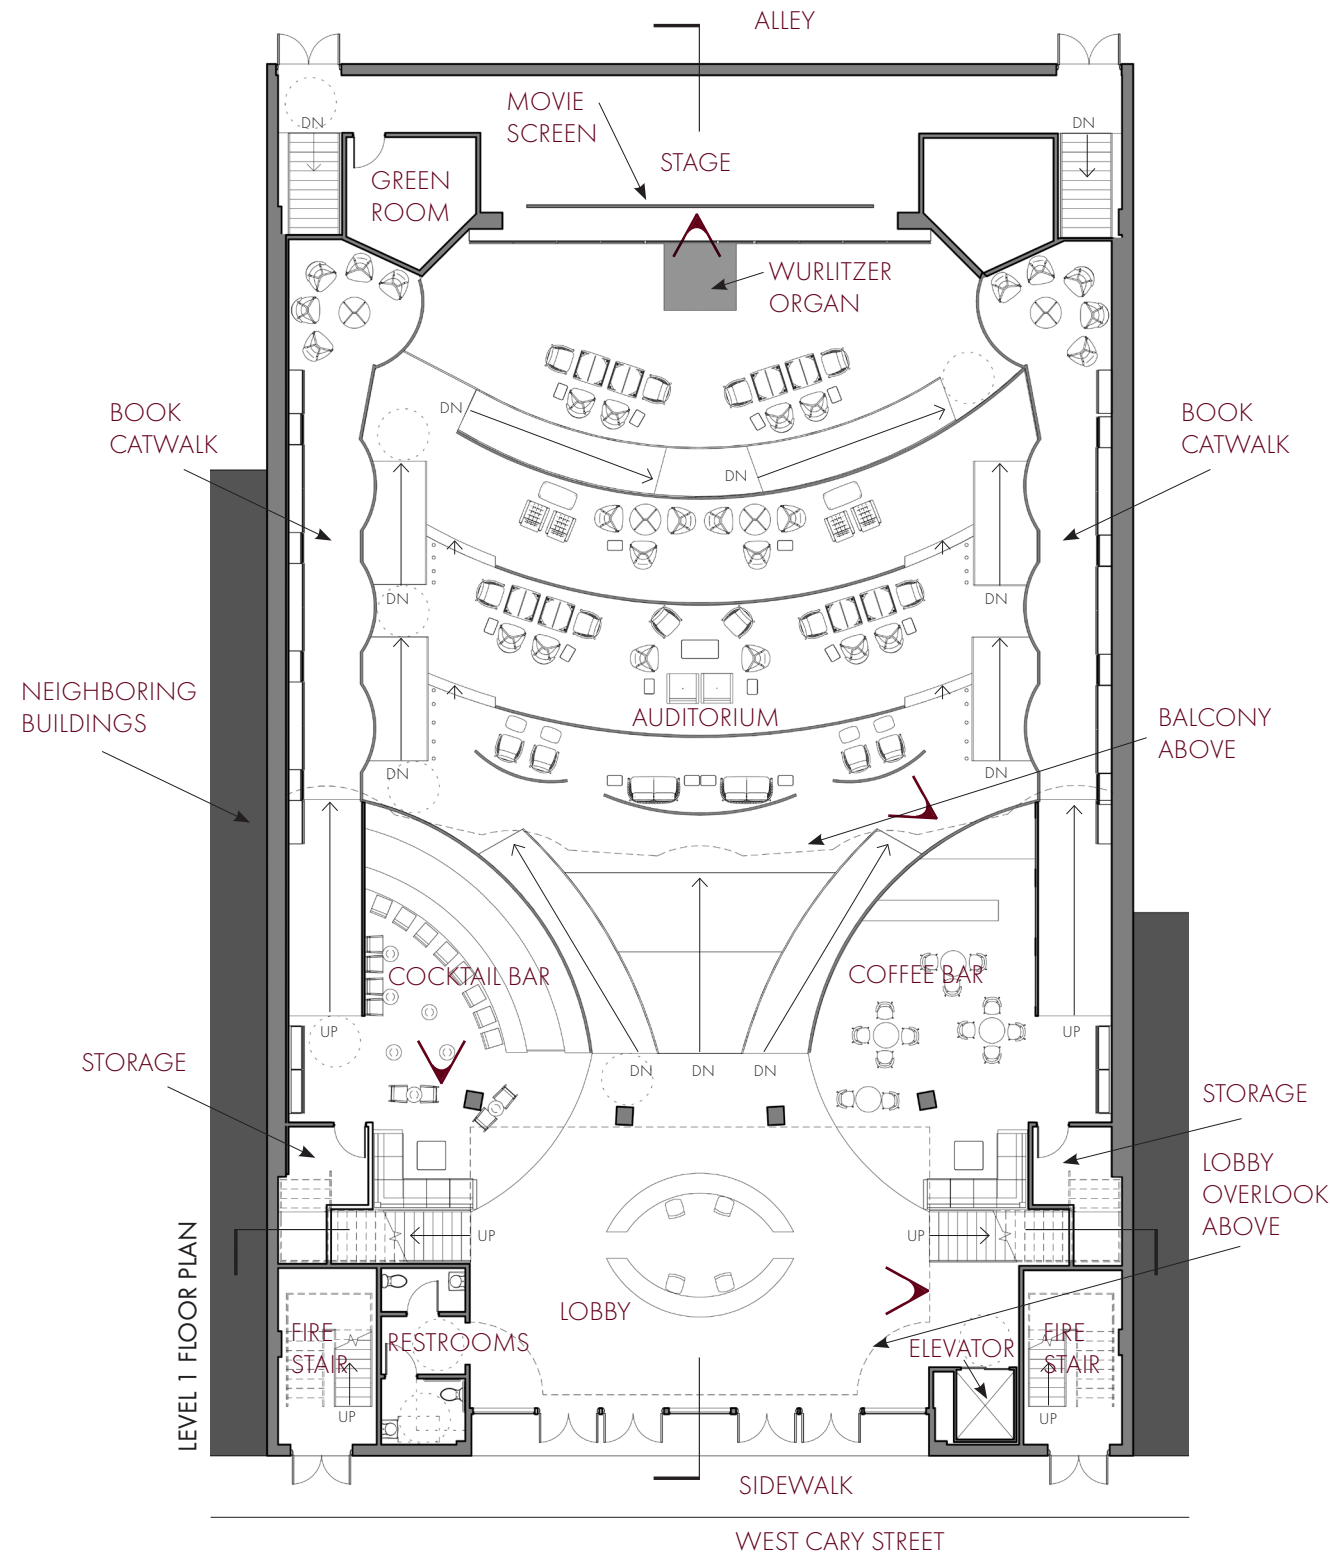 ALLEY
MOVIE
SCREEN
STAGE
DN
DN
GREEN
ROOM
WURLITZER
ORGAN
DN
BOOK
CATWALK
BOOK
CATWALK
DN
DN
DN
NEIGHBORING
BUILDINGS
AUDITORIUM
BALCONY
ABOVE
DN
DN
COCKTAIL BAR
COFFEE BAR
UP
UP
STORAGE
DN
DN
DN
STORAGE
LOBBY
OVERLOOK
ABOVE
UP
UP
LEVEL 1 FLOOR PLAN
LOBBY
FIRE
STAIR
RESTROOMS
ELEVATOR
FIRE
STAIR
UP
UP
SIDEWALK
WEST CARY STREET